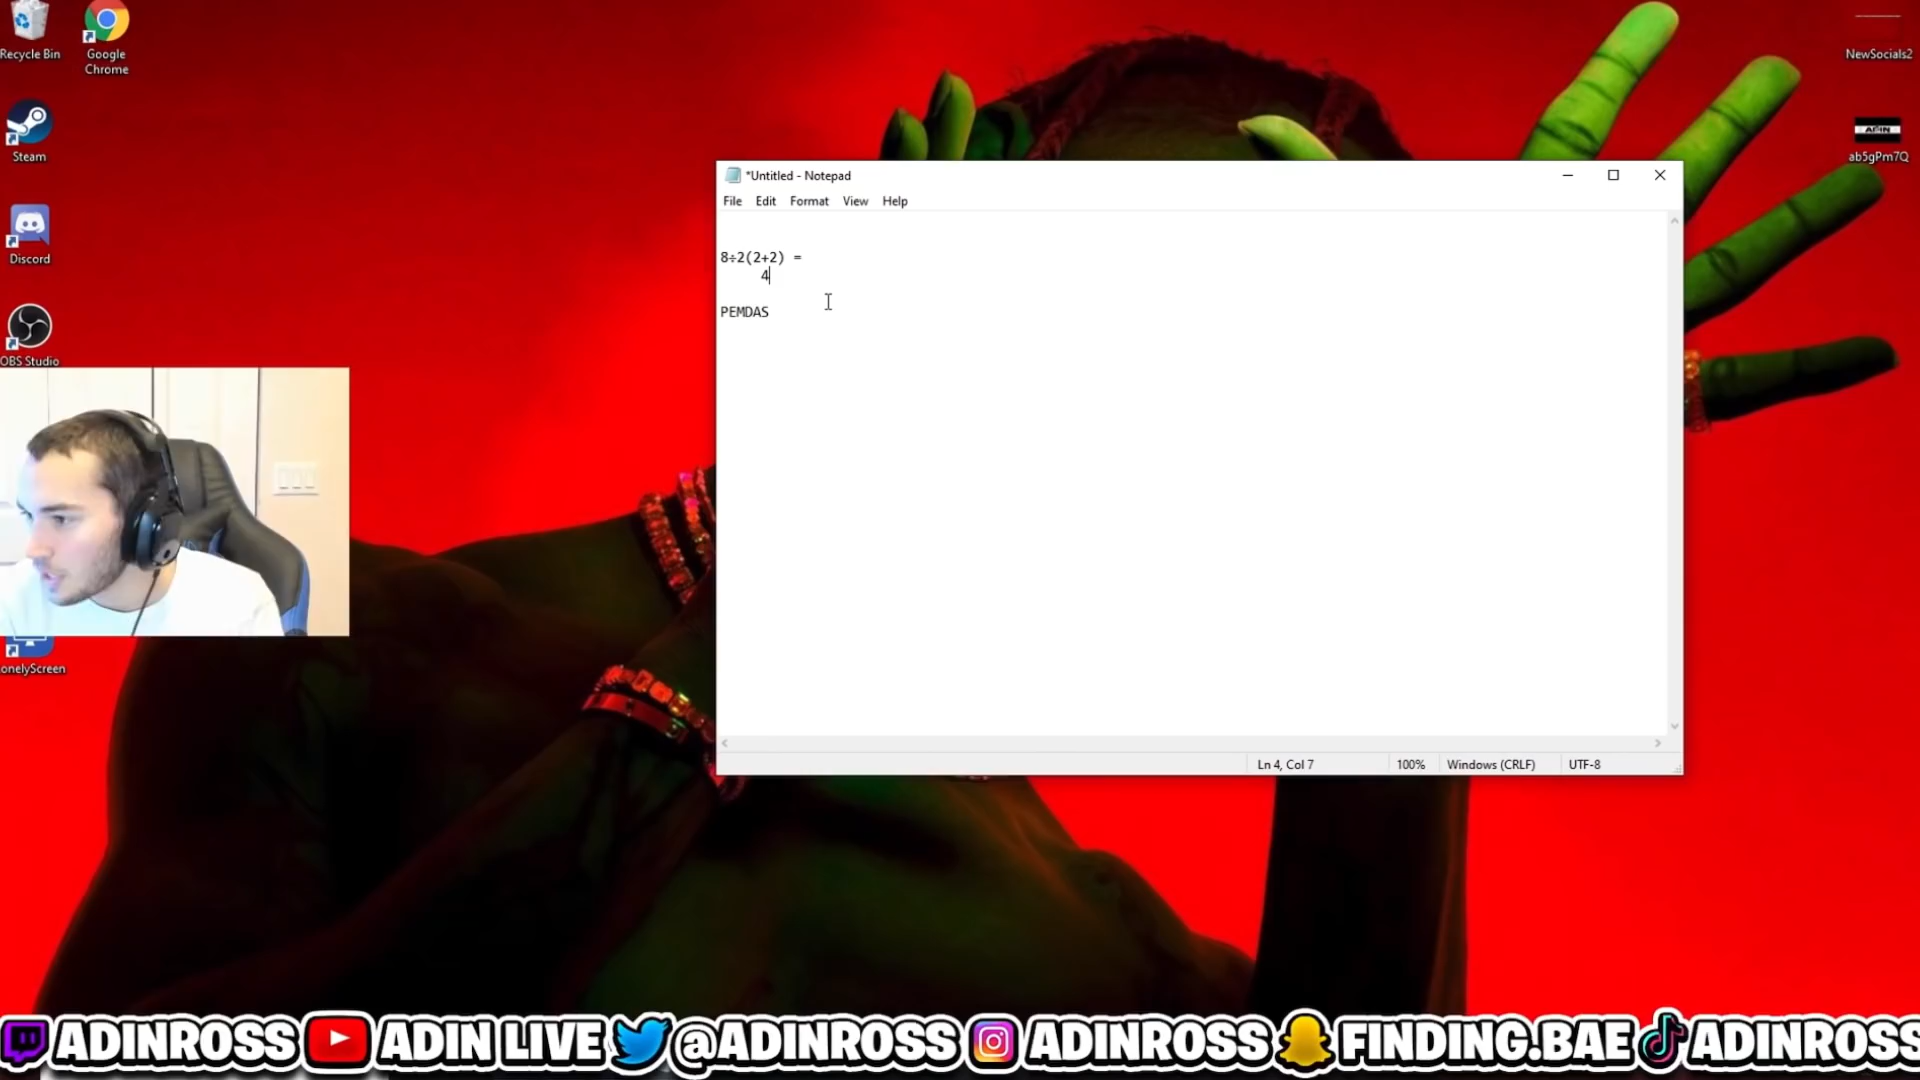 Recycle Bin
Google Chrome
Steam
Discord
OBS Studio
onelyScreen
NewSocials2
ADIN
ab5gPm7Q
*Untitled - Notepad
File Edit Format View Help
8÷2(2+2) =
4
PEMDAS
Ln 4, Col 7 100% Windows (CRLF) UTF-8
ADINROSS ADIN LIVE @ADINROSS ADINROSS FINDING.BAE ADINROSS